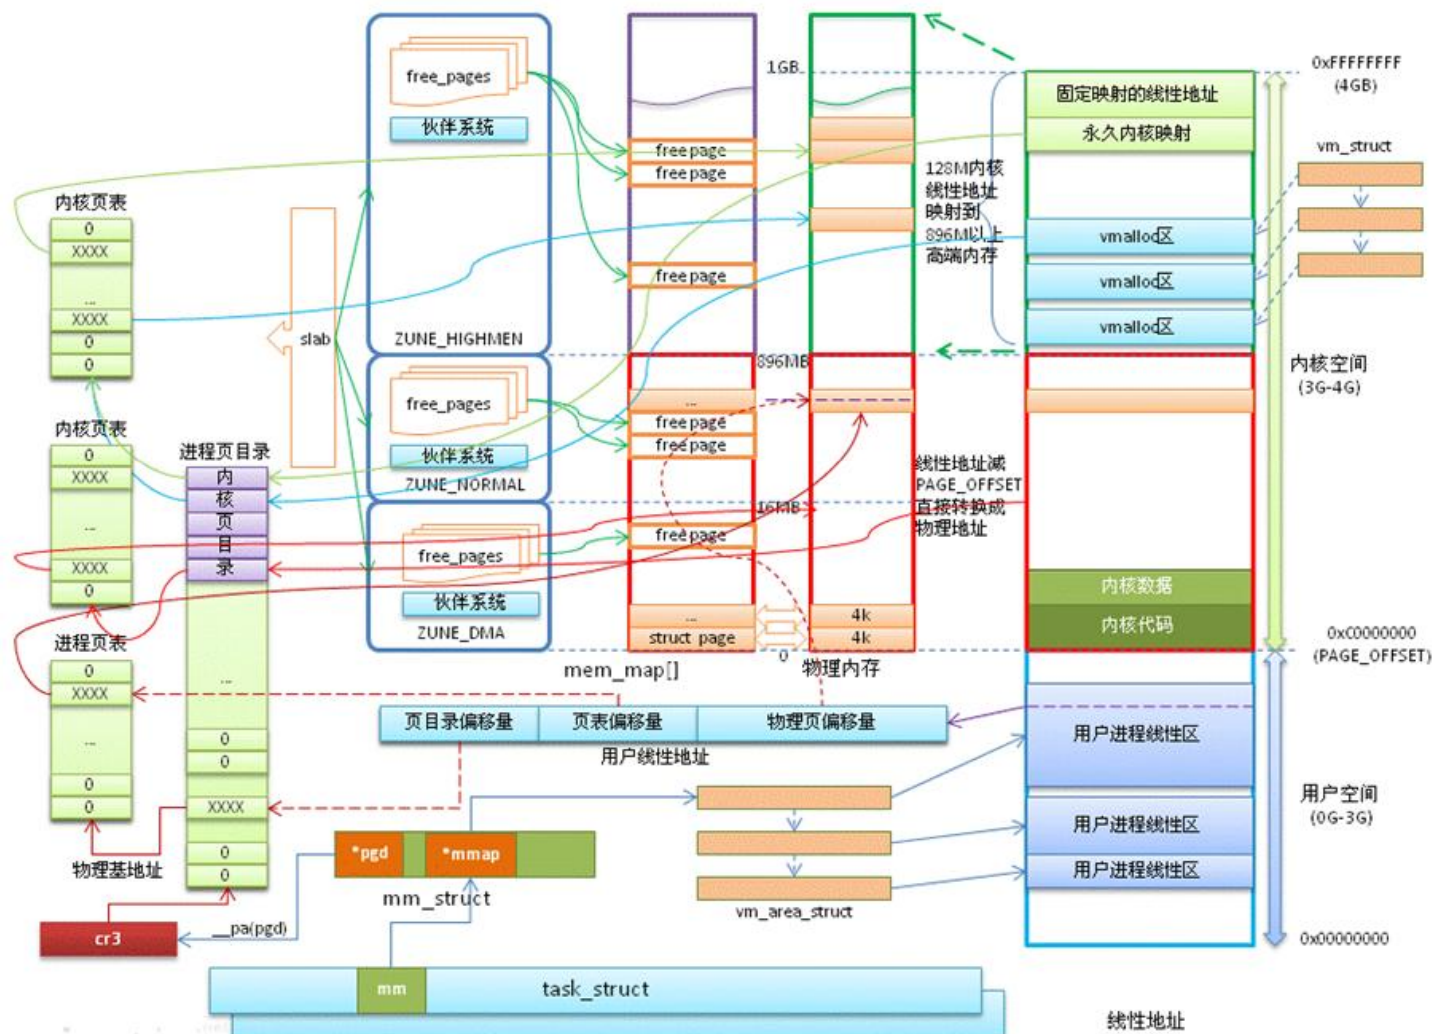 free_pages
伙伴系统
ZUNE_HIGHMEN
free_pages
伙伴系统
ZUNE_NORMAL
free_pages
伙伴系统
ZUNE_DMA
slab
内核页表
0
XXXX
...
XXXX
0
0
内核页表
0
XXXX
...
XXXX
0
进程页表
0
XXXX
...
0
0
物理基地址
进程页目录
内
核
页
目
录
...
0
0
XXXX
0
0
free page
free page
free page
...
free page
free page
free page
...
struct page
mem_map[]
1GB
896MB
16MB
0
4k
4k
物理内存
128M内核
线性地址
映射到
896M以上
高端内存
线性地址减
PAGE_OFFSET
直接转换成
物理地址
固定映射的线性地址
永久内核映射
vmalloc区
vmalloc区
vmalloc区
内核数据
内核代码
用户进程线性区
用户进程线性区
用户进程线性区
0xFFFFFFFF
(4GB)
vm_struct
内核空间
(3G-4G)
0xC0000000
(PAGE_OFFSET)
用户空间
(0G-3G)
0x00000000
线性地址
页目录偏移量 页表偏移量 物理页偏移量
用户线性地址
*pgd *mmap
mm_struct
vm_area_struct
cr3
__pa(pgd)
mm task_struct